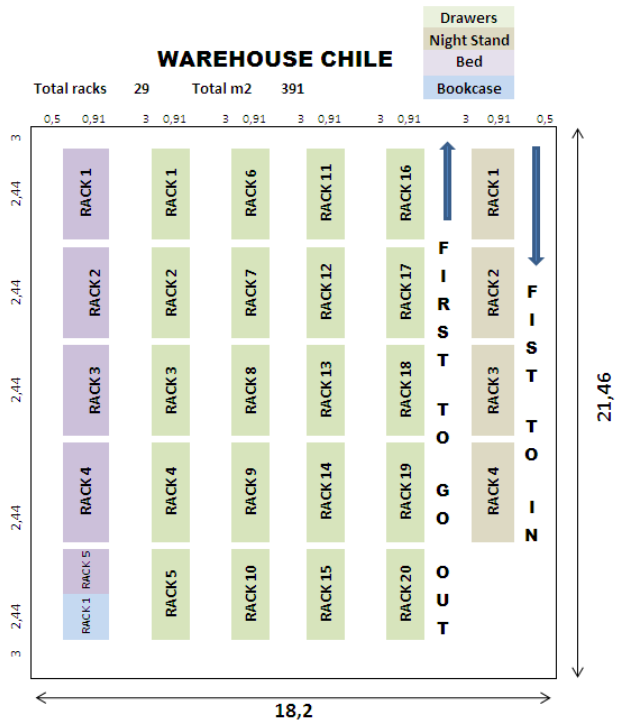 Drawers
Night Stand
Bed
Bookcase
WAREHOUSE CHILE
Total racks 29 Total m2 391
0,5 0,91 3 0,91 3 0,91 3 0,91 3 0,91 3 0,91 0,5
3
2,44
2,44
2,44
2,44
2,44
3
RACK 1 RACK 1 RACK 6 RACK 11 RACK 16 RACK 1
RACK 2 RACK 2 RACK 7 RACK 12 RACK 17 RACK 2
RACK 3 RACK 3 RACK 8 RACK 13 RACK 18 RACK 3
RACK 4 RACK 4 RACK 9 RACK 14 RACK 19 RACK 4
RACK 5 RACK 5 RACK 10 RACK 15 RACK 20
RACK 1
FIRST TO GO OUT
FIST TO IN
21,46
18,2